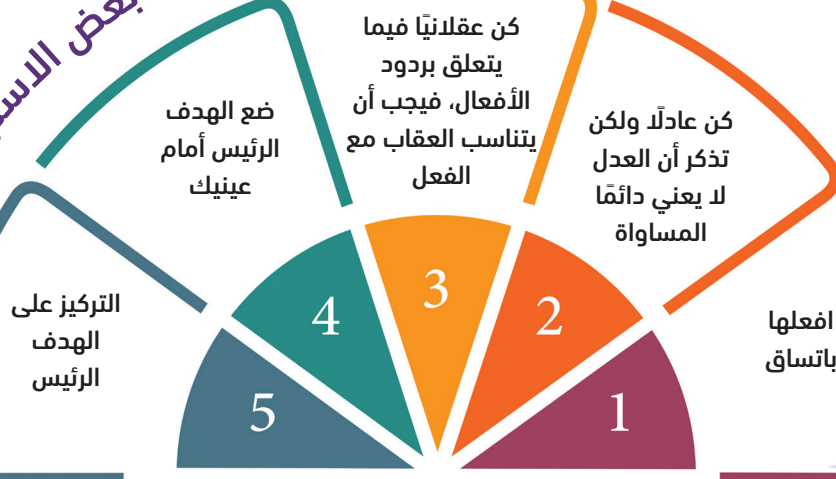 بعض
افعلها
باتساق
1
كن عادلًا ولكن
تذكر أن العدل
لا يعني دائمًا
المساواة
2
كن عقلانيًا فيما
يتعلق بردود
الأفعال، فيجب أن
يتناسب العقاب مع
الفعل
3
ضع الهدف
الرئيس أمام
عينيك
4
التركيز على
الهدف
الرئيس
5